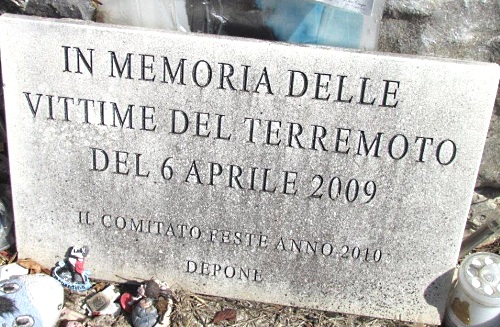 IN MEMORIA DELLE
VITTIME DEL TERREMOTO
DEL 6 APRILE 2009
IL COMITATO FESTE ANNO 2010
DEPONE